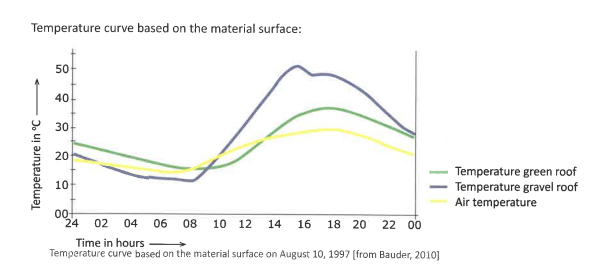 Temperature curve based on the material surface:
Temperature in ºC
50
40
30
20
10
00
24 02 04 06 08 10 12 14 16 18 20 22 00
Time in hours
Temperature green roof
Temperature gravel roof
Air temperature
Temperature curve based on the material surface on August 10, 1997 [from Bauder, 2010]